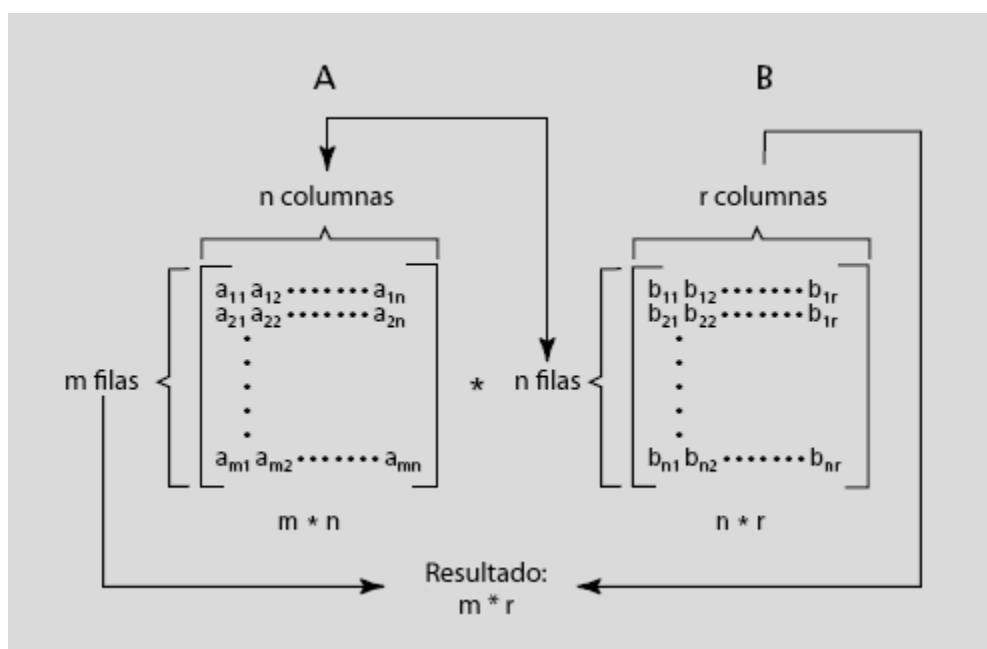 A B
n columnas r columnas
a11 a12 ········ a1n b11 b12 ········ b1r
a21 a22 ········ a2n b21 b22 ········ b1r
m filas * n filas
am1 am2 ······· amn bn1 bn2 ········ bnr
m * n n * r
Resultado:
m * r